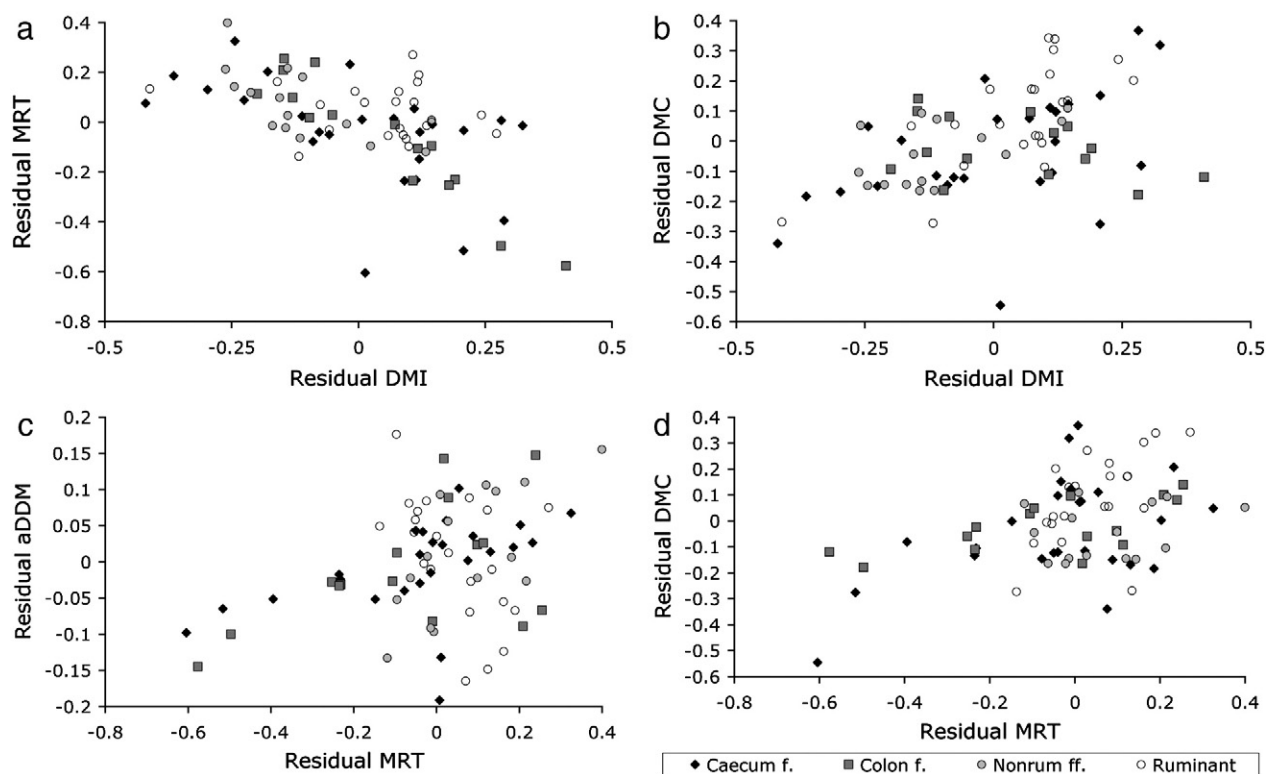 a
0.4
0.2
0
-0.2
-0.4
-0.6
-0.8
Residual MRT
-0.5 -0.25 0 0.25 0.5
Residual DMI
b
0.4
0.3
0.2
0.1
0
-0.1
-0.2
-0.3
-0.4
-0.5
-0.6
Residual DMC
-0.5 -0.25 0 0.25 0.5
Residual DMI
c
0.2
0.15
0.1
0.05
0
-0.05
-0.1
-0.15
-0.2
Residual aDDM
-0.8 -0.6 -0.4 -0.2 0 0.2 0.4
Residual MRT
d
0.4
0.3
0.2
0.1
0
-0.1
-0.2
-0.3
-0.4
-0.5
-0.6
Residual DMC
-0.8 -0.6 -0.4 -0.2 0 0.2 0.4
Residual MRT
Caecum f. Colon f. Nonrum ff. Ruminant